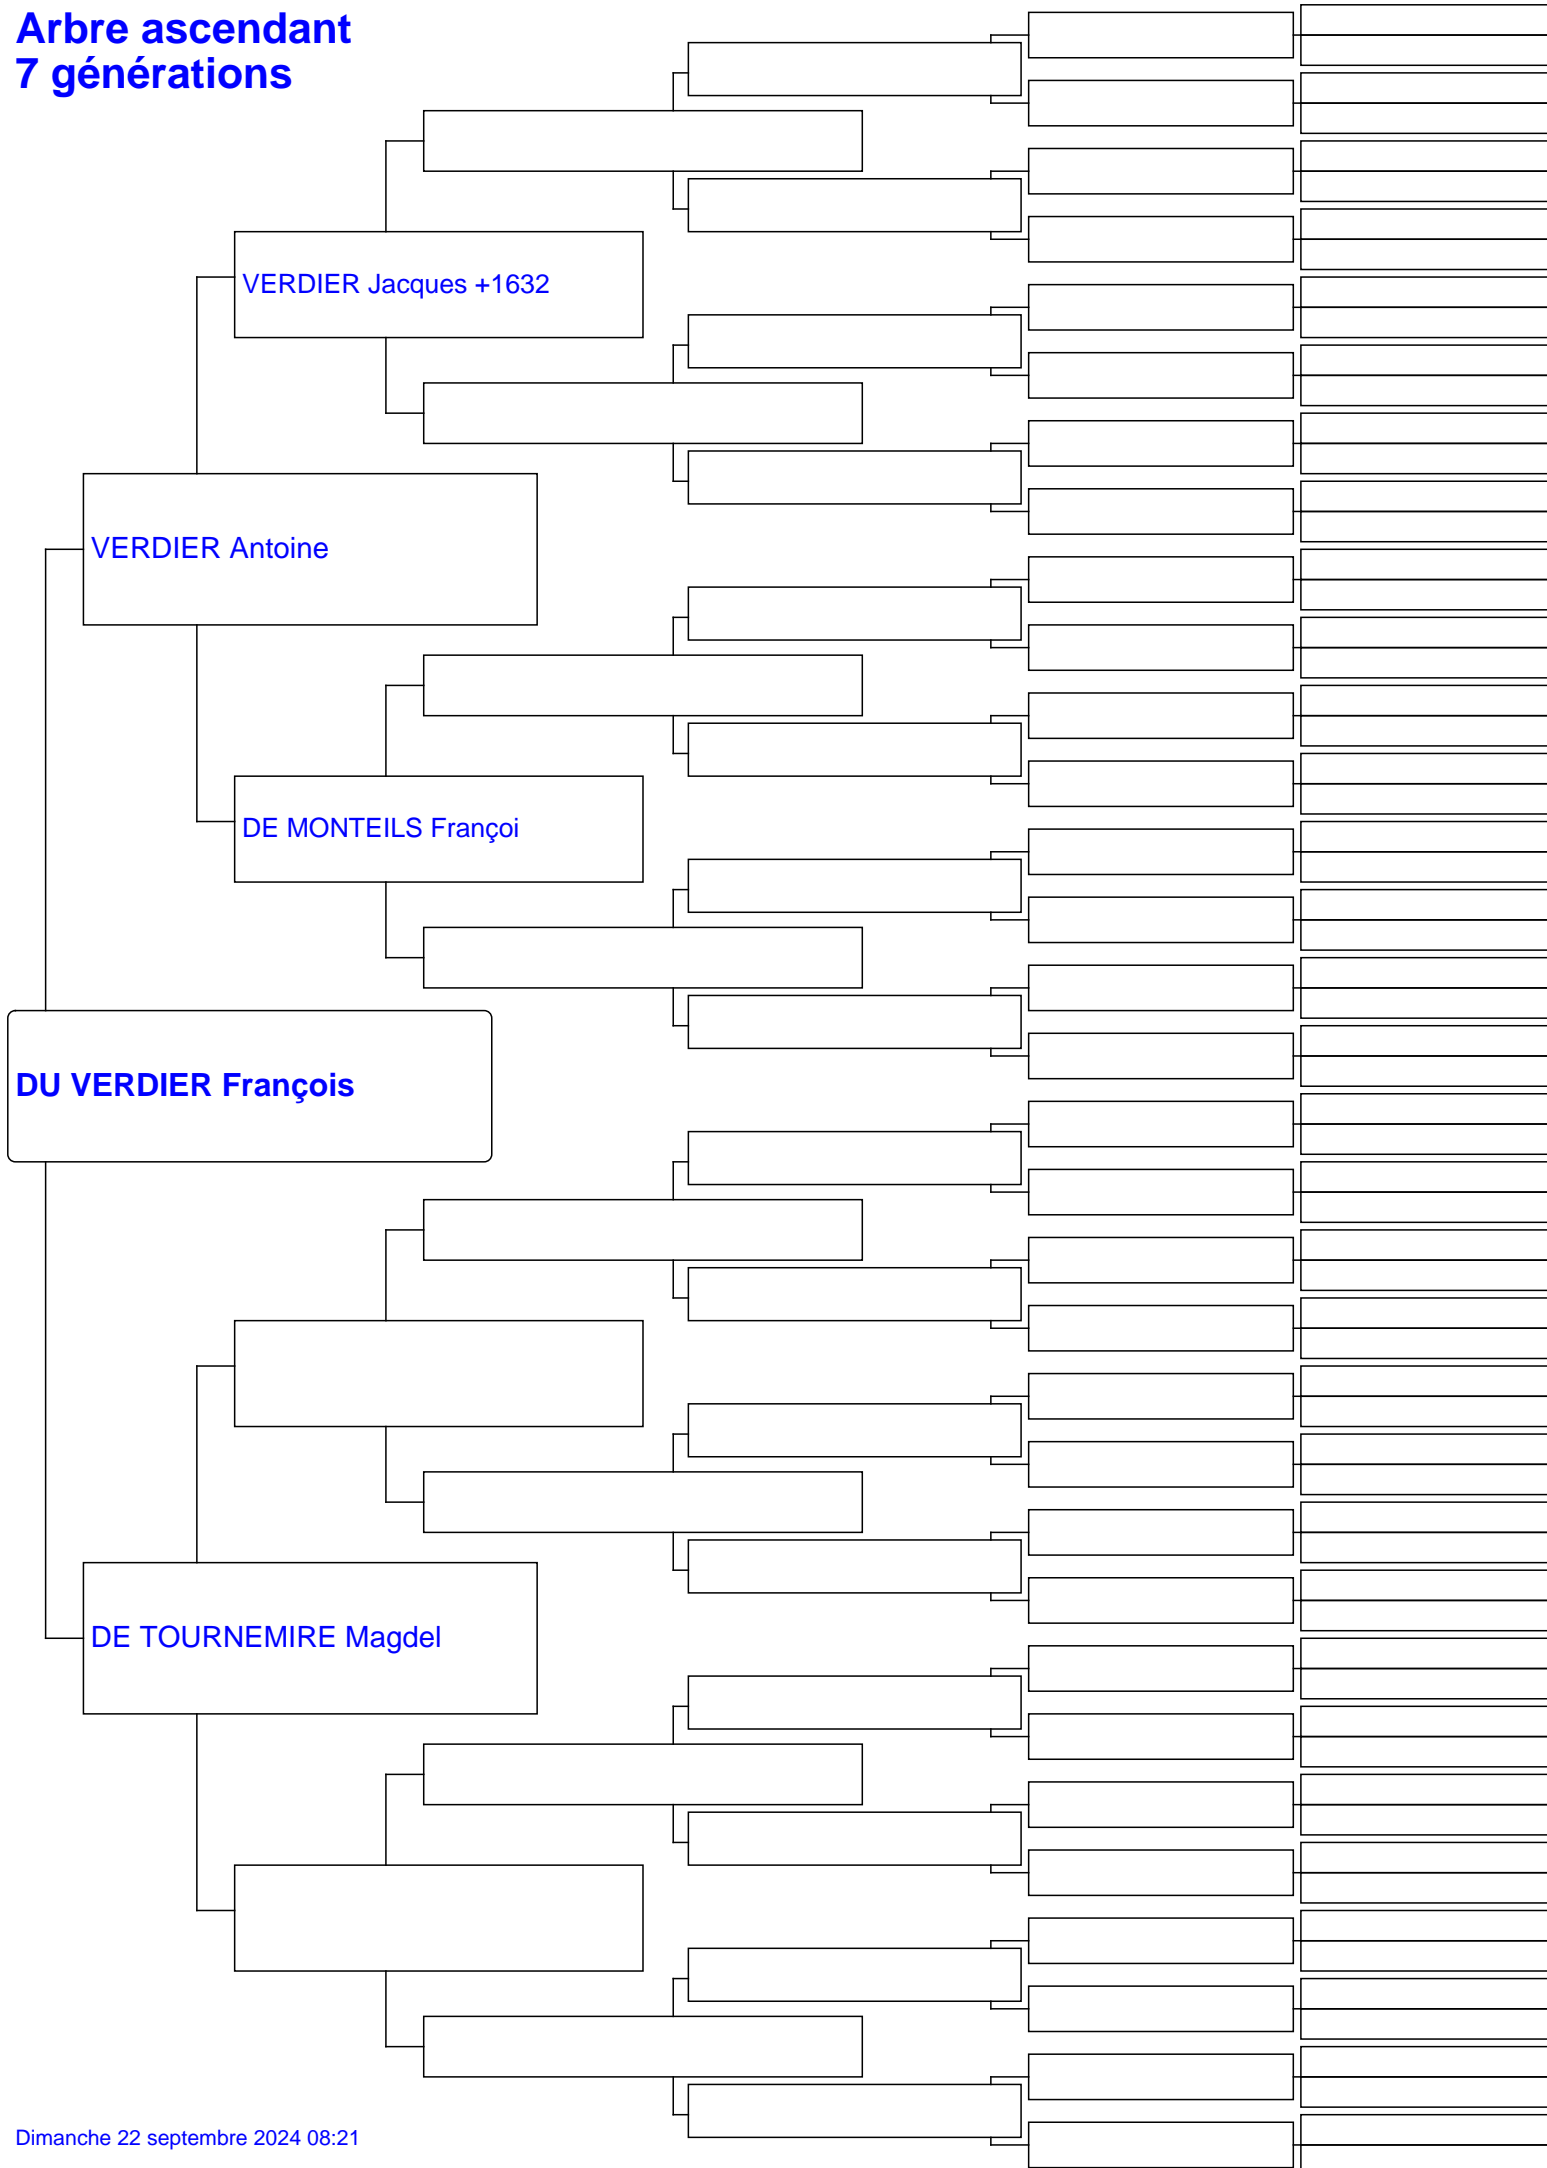 Arbre ascendant
7 générations
VERDIER Jacques +1632
VERDIER Antoine
DE MONTEILS Françoi
DU VERDIER François
DE TOURNEMIRE Magdel
Dimanche 22 septembre 2024 08:21